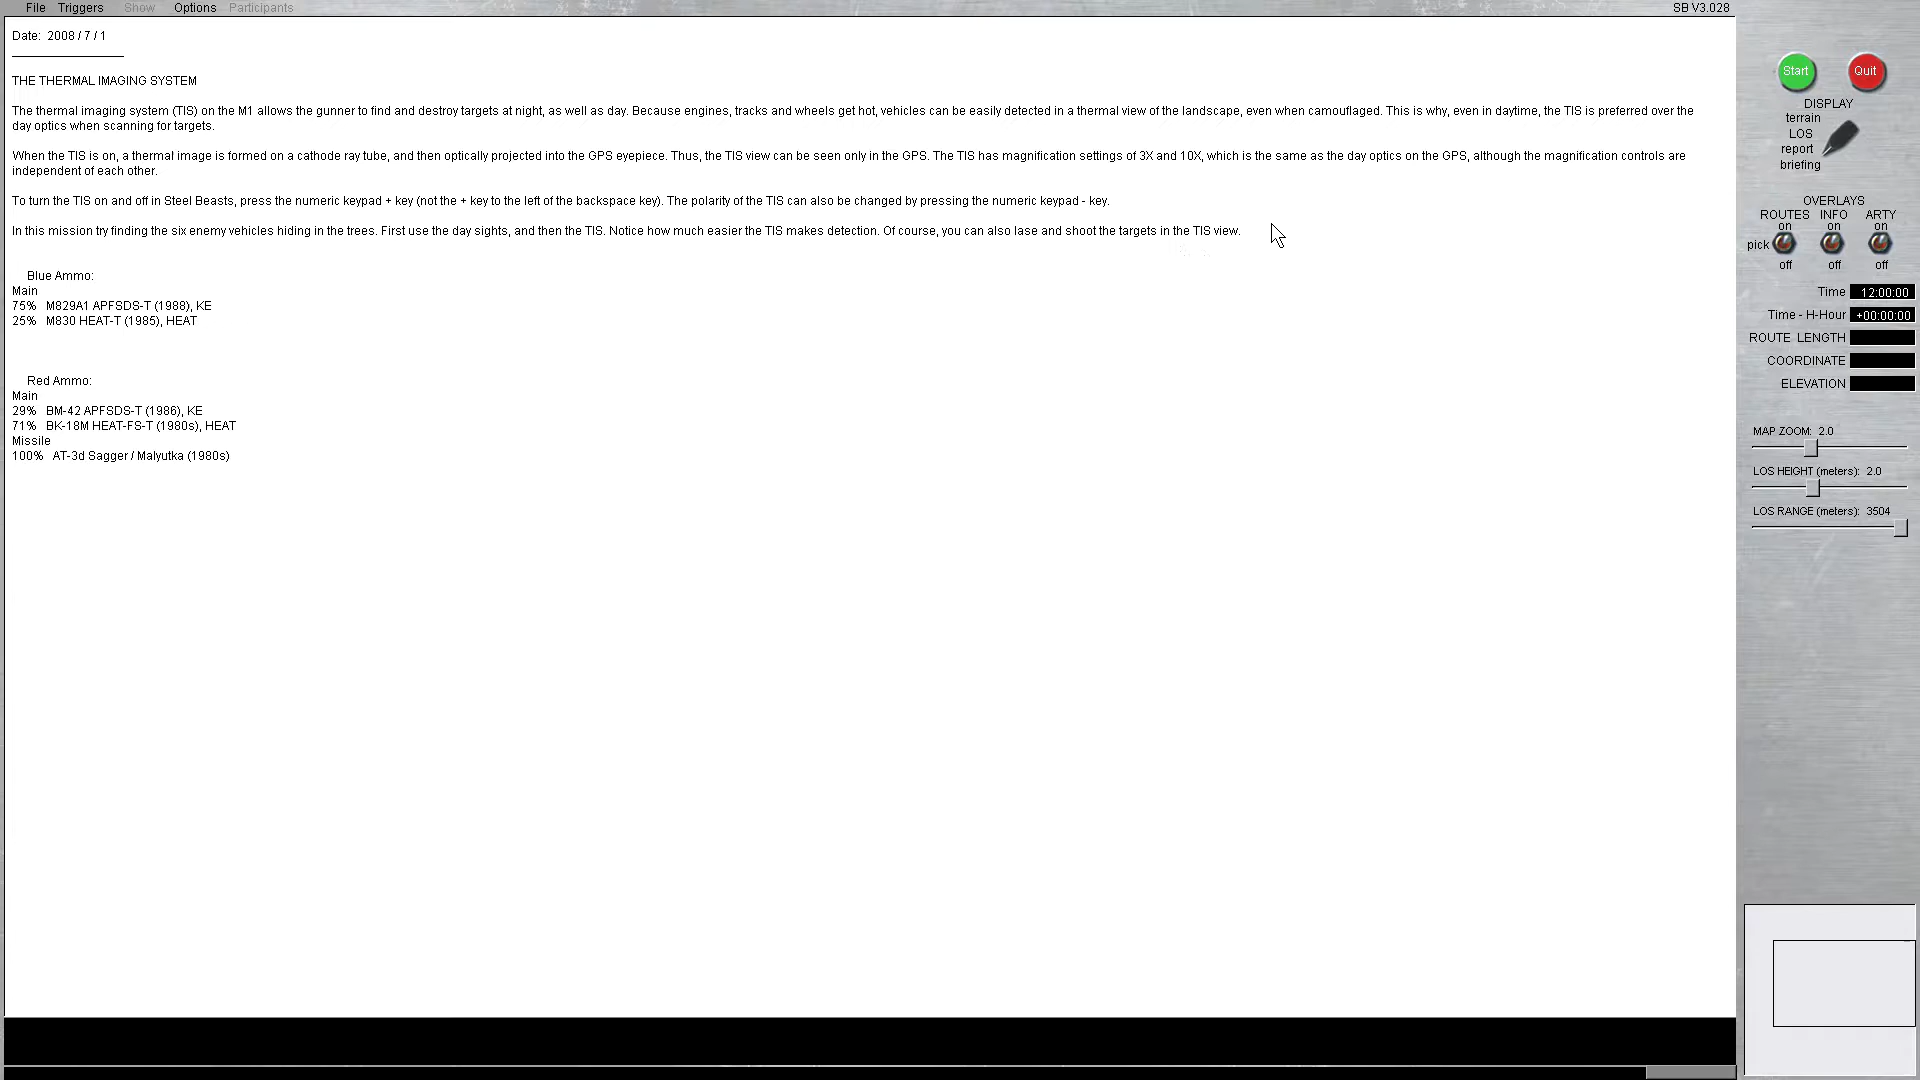 File Triggers Show Options Participants SB V3.028
Date: 2008 / 7 / 1
THE THERMAL IMAGING SYSTEM
The thermal imaging system (TIS) on the M1 allows the gunner to find and destroy targets at night, as well as day. Because engines, tracks and wheels get hot, vehicles can be easily detected in a thermal view of the landscape, even when camouflaged. This is why, even in daytime, the TIS is preferred over the
day optics when scanning for targets.
When the TIS is on, a thermal image is formed on a cathode ray tube, and then optically projected into the GPS eyepiece. Thus, the TIS view can be seen only in the GPS. The TIS has magnification settings of 3X and 10X, which is the same as the day optics on the GPS, although the magnification controls are
independent of each other.
To turn the TIS on and off in Steel Beasts, press the numeric keypad + key (not the + key to the left of the backspace key). The polarity of the TIS can also be changed by pressing the numeric keypad - key.
In this mission try finding the six enemy vehicles hiding in the trees. First use the day sights, and then the TIS. Notice how much easier the TIS makes detection. Of course, you can also lase and shoot the targets in the TIS view.
Blue Ammo:
Main
75% M829A1 APFSDS-T (1988), KE
25% M830 HEAT-T (1985), HEAT
Red Ammo:
Main
29% BM-42 APFSDS-T (1986), KE
71% BK-18M HEAT-FS-T (1980s), HEAT
Missile
100% AT-3d Sagger / Malyutka (1980s)
Start Quit
DISPLAY
terrain
LOS
report
briefing
OVERLAYS
ROUTES INFO ARTY
on on on
pick
off off off
Time 12:00:00
Time - H-Hour +00:00:00
ROUTE LENGTH
COORDINATE
ELEVATION
MAP ZOOM: 2.0
LOS HEIGHT (meters): 2.0
LOS RANGE (meters): 3504